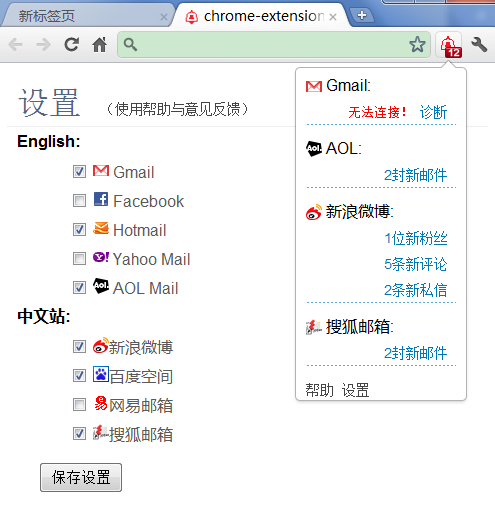 新标签页
chrome-extension
12
设置 （使用帮助与意见反馈）
English:
Gmail
Facebook
Hotmail
Yahoo Mail
Aol. AOL Mail
中文站:
新浪微博
百度空间
网易邮箱
搜狐邮箱
保存设置
Gmail:
无法连接! 诊断
Aol. AOL:
2封新邮件
新浪微博:
1位新粉丝
5条新评论
2条新私信
搜狐邮箱:
2封新邮件
帮助 设置